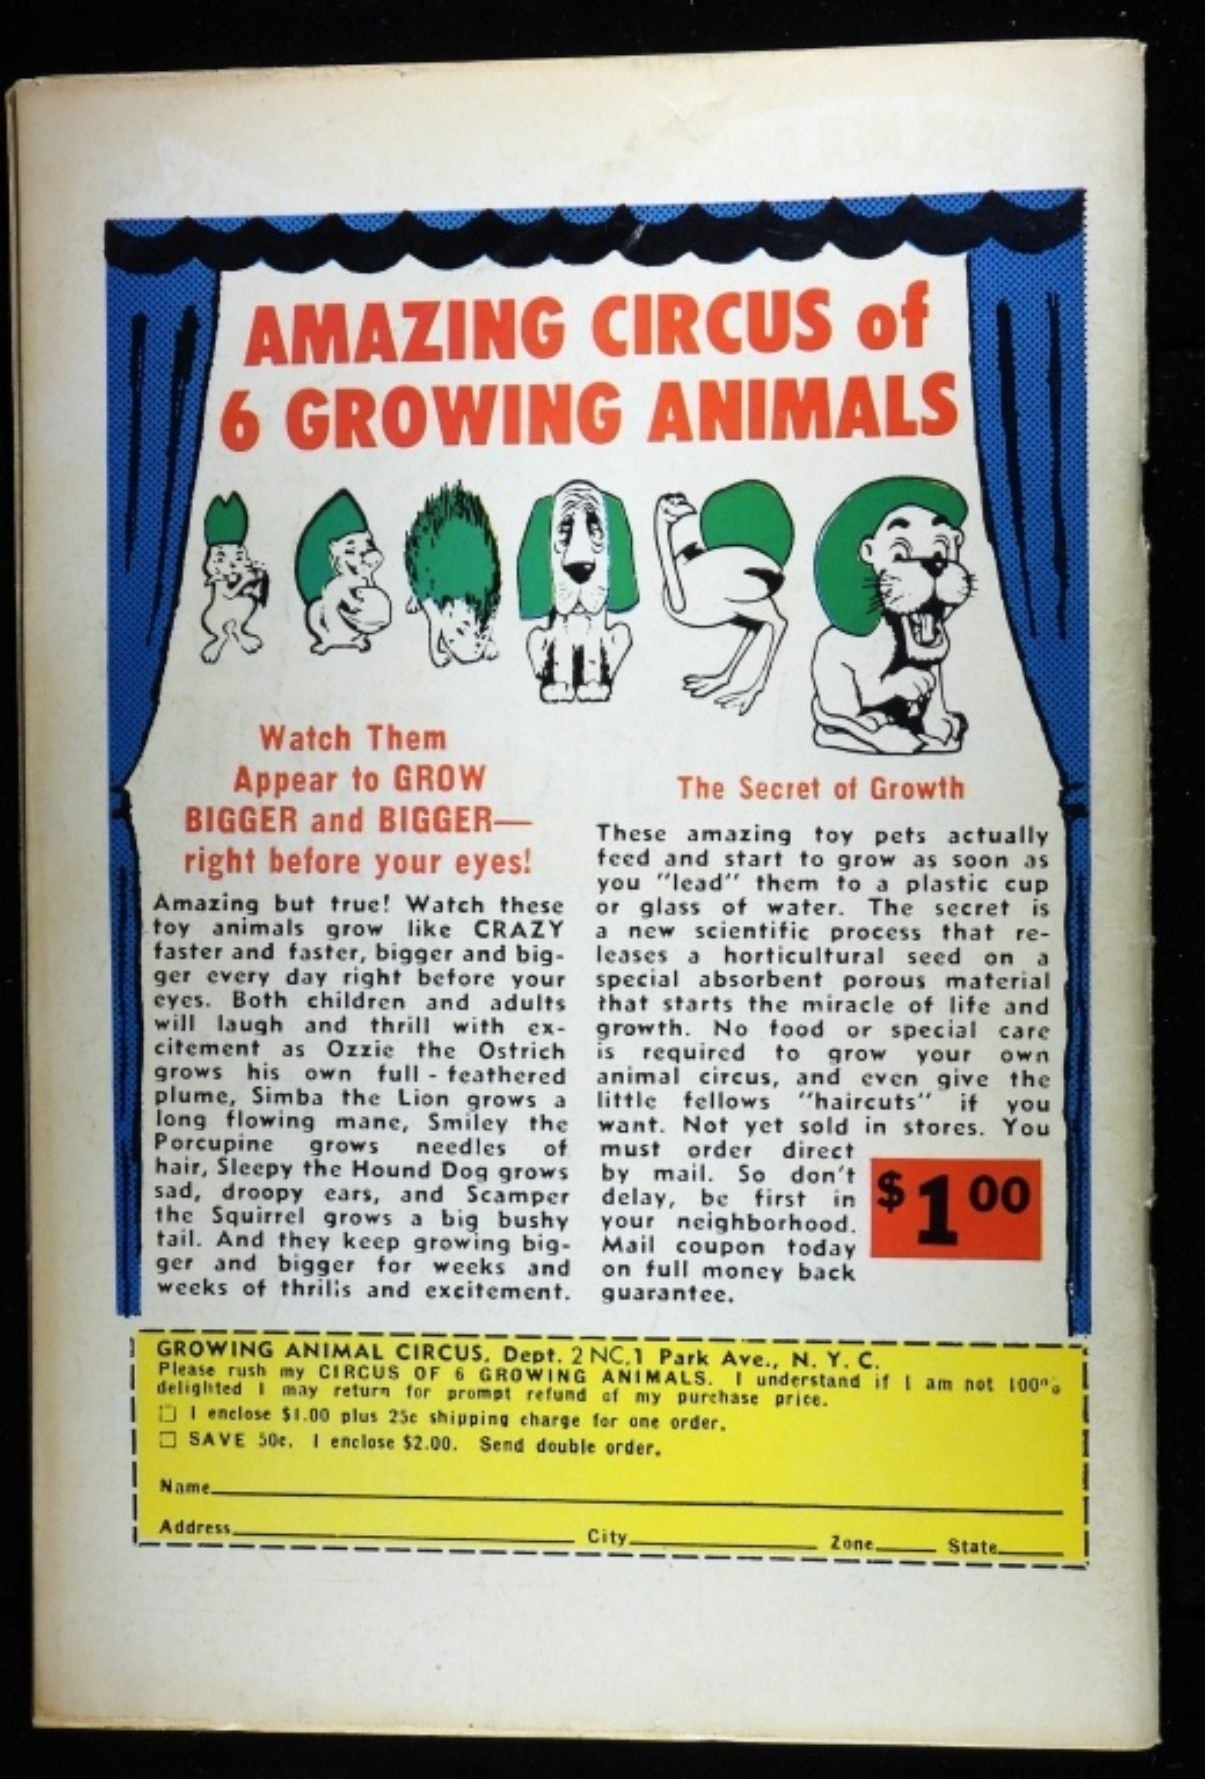 AMAZING CIRCUS of
6 GROWING ANIMALS
Watch Them
Appear to GROW
BIGGER and BIGGER—
right before your eyes!
Amazing but true! Watch these
toy animals grow like CRAZY
faster and faster, bigger and big-
ger every day right before your
eyes. Both children and adults
will laugh and thrill with ex-
citement as Ozzie the Ostrich
grows his own full - feathered
plume, Simba the Lion grows a
long flowing mane, Smiley the
Porcupine grows needles of
hair, Sleepy the Hound Dog grows
sad, droopy ears, and Scamper
the Squirrel grows a big bushy
tail. And they keep growing big-
ger and bigger for weeks and
weeks of thrills and excitement.
The Secret of Growth
These amazing toy pets actually
feed and start to grow as soon as
you "lead" them to a plastic cup
or glass of water. The secret is
a new scientific process that re-
leases a horticultural seed on a
special absorbent porous material
that starts the miracle of life and
growth. No food or special care
is required to grow your own
animal circus, and even give the
little fellows "haircuts" if you
want. Not yet sold in stores. You
must order direct
by mail. So don't
delay, be first in
your neighborhood.
Mail coupon today
on full money back
guarantee.
$1 00
GROWING ANIMAL CIRCUS, Dept. 2 NC, 1 Park Ave., N. Y. C.
Please rush my CIRCUS OF 6 GROWING ANIMALS. I understand if I am not 100%
delighted I may return for prompt refund of my purchase price.
☐ I enclose $1.00 plus 25c shipping charge for one order.
☐ SAVE 50c. I enclose $2.00. Send double order.
Name
Address City Zone State